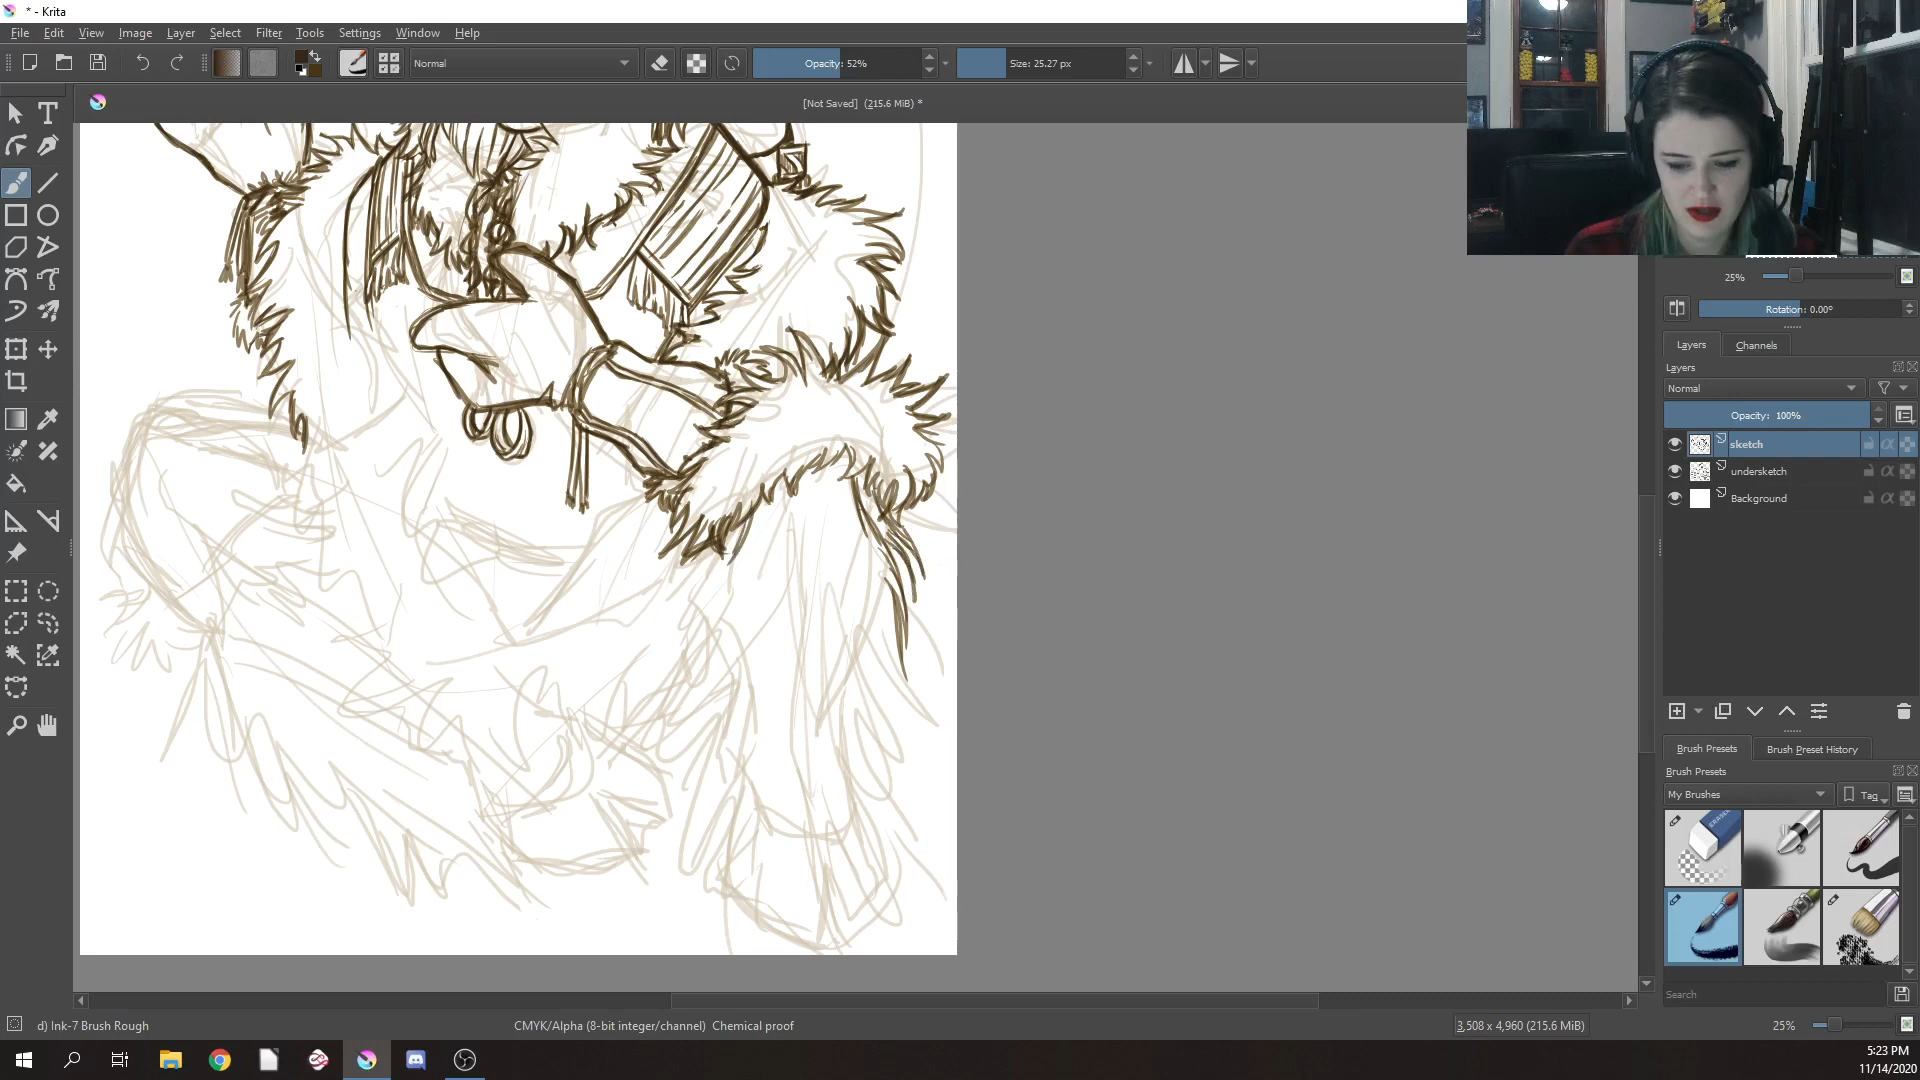 * - Krita
File Edit View Image Layer Select Filter Tools Settings Window Help
Normal Opacity: 52% Size: 25.27 px
[Not Saved] (215.6 MiB) *
25%
Rotation: 0.00°
Layers Channels
Layers
Normal
Opacity: 100%
sketch
undersketch
Background
Brush Presets Brush Preset History
Brush Presets
My Brushes Tag
ERASER
Search
d) Ink-7 Brush Rough CMYK/Alpha (8-bit integer/channel) Chemical proof 3,508 x 4,960 (215.6 MiB) 25%
5:23 PM
11/14/2020